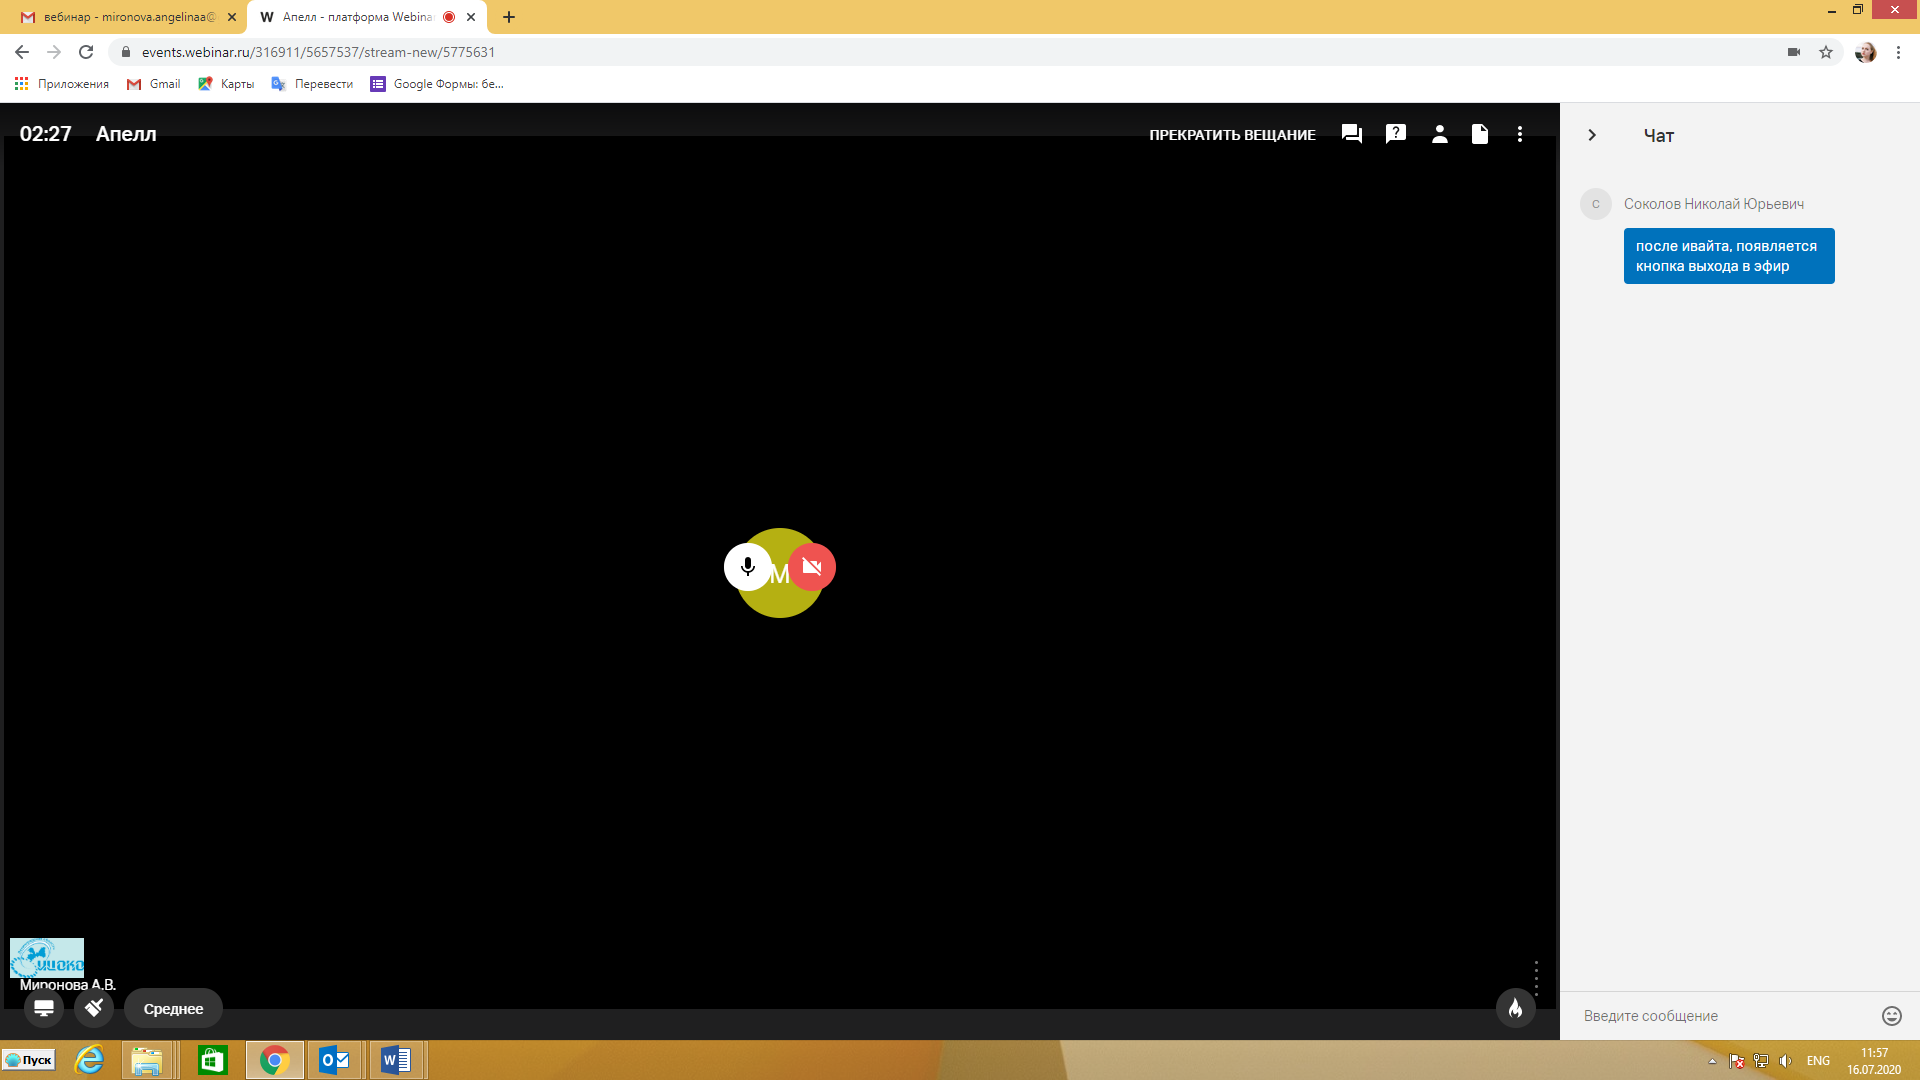 вебинар - mironova.angelinaa@
Апелл - платформа Webina
events.webinar.ru/316911/5657537/stream-new/5775631
Приложения
Gmail
Карты
Перевести
Google Формы: бе...
02:27
Апелл
ПРЕКРАТИТЬ ВЕЩАНИЕ
Чат
С
Соколов Николай Юрьевич
после ивайта, появляется
кнопка выхода в эфир
М
Миронова А.В.
Среднее
Введите сообщение
Пуск
ENG
11:57
16.07.2020